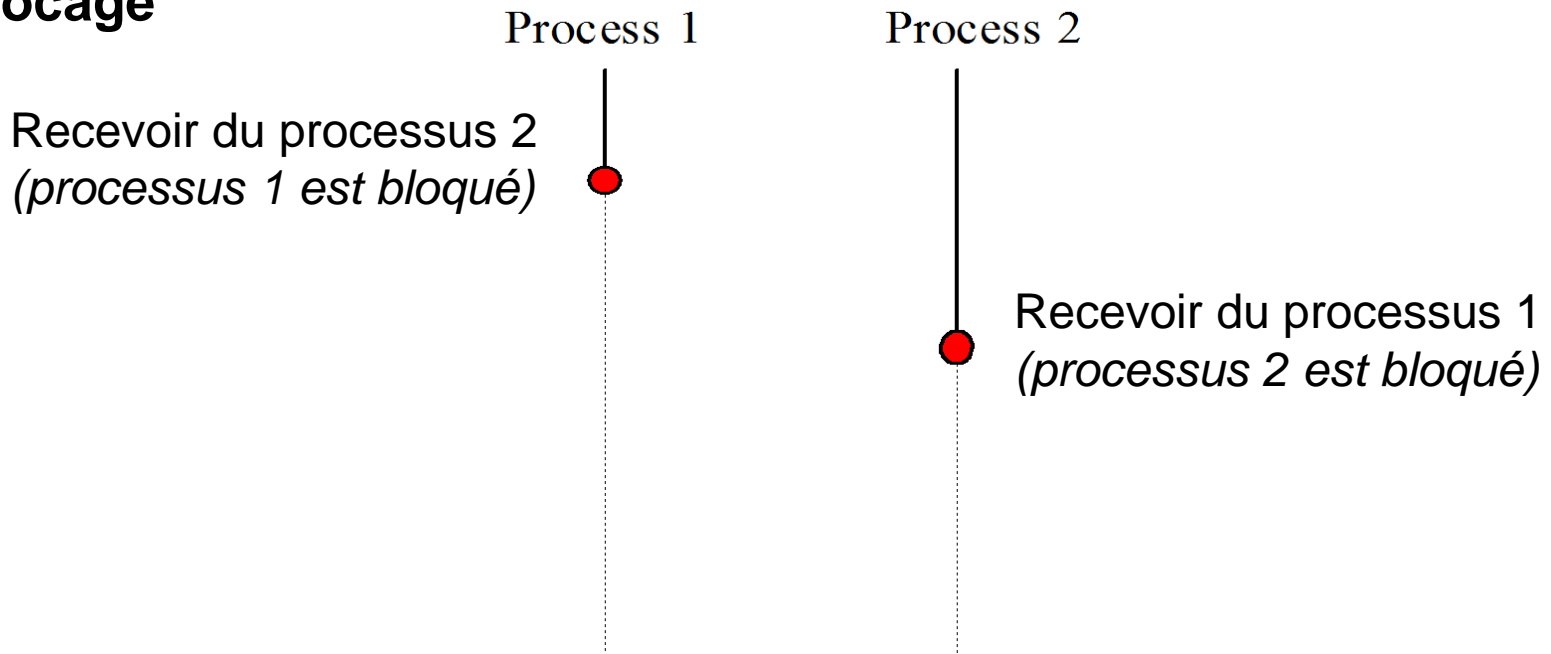 ocage
Process 1
Process 2
Recevoir du processus 2
(processus 1 est bloqué)
Recevoir du processus 1
(processus 2 est bloqué)